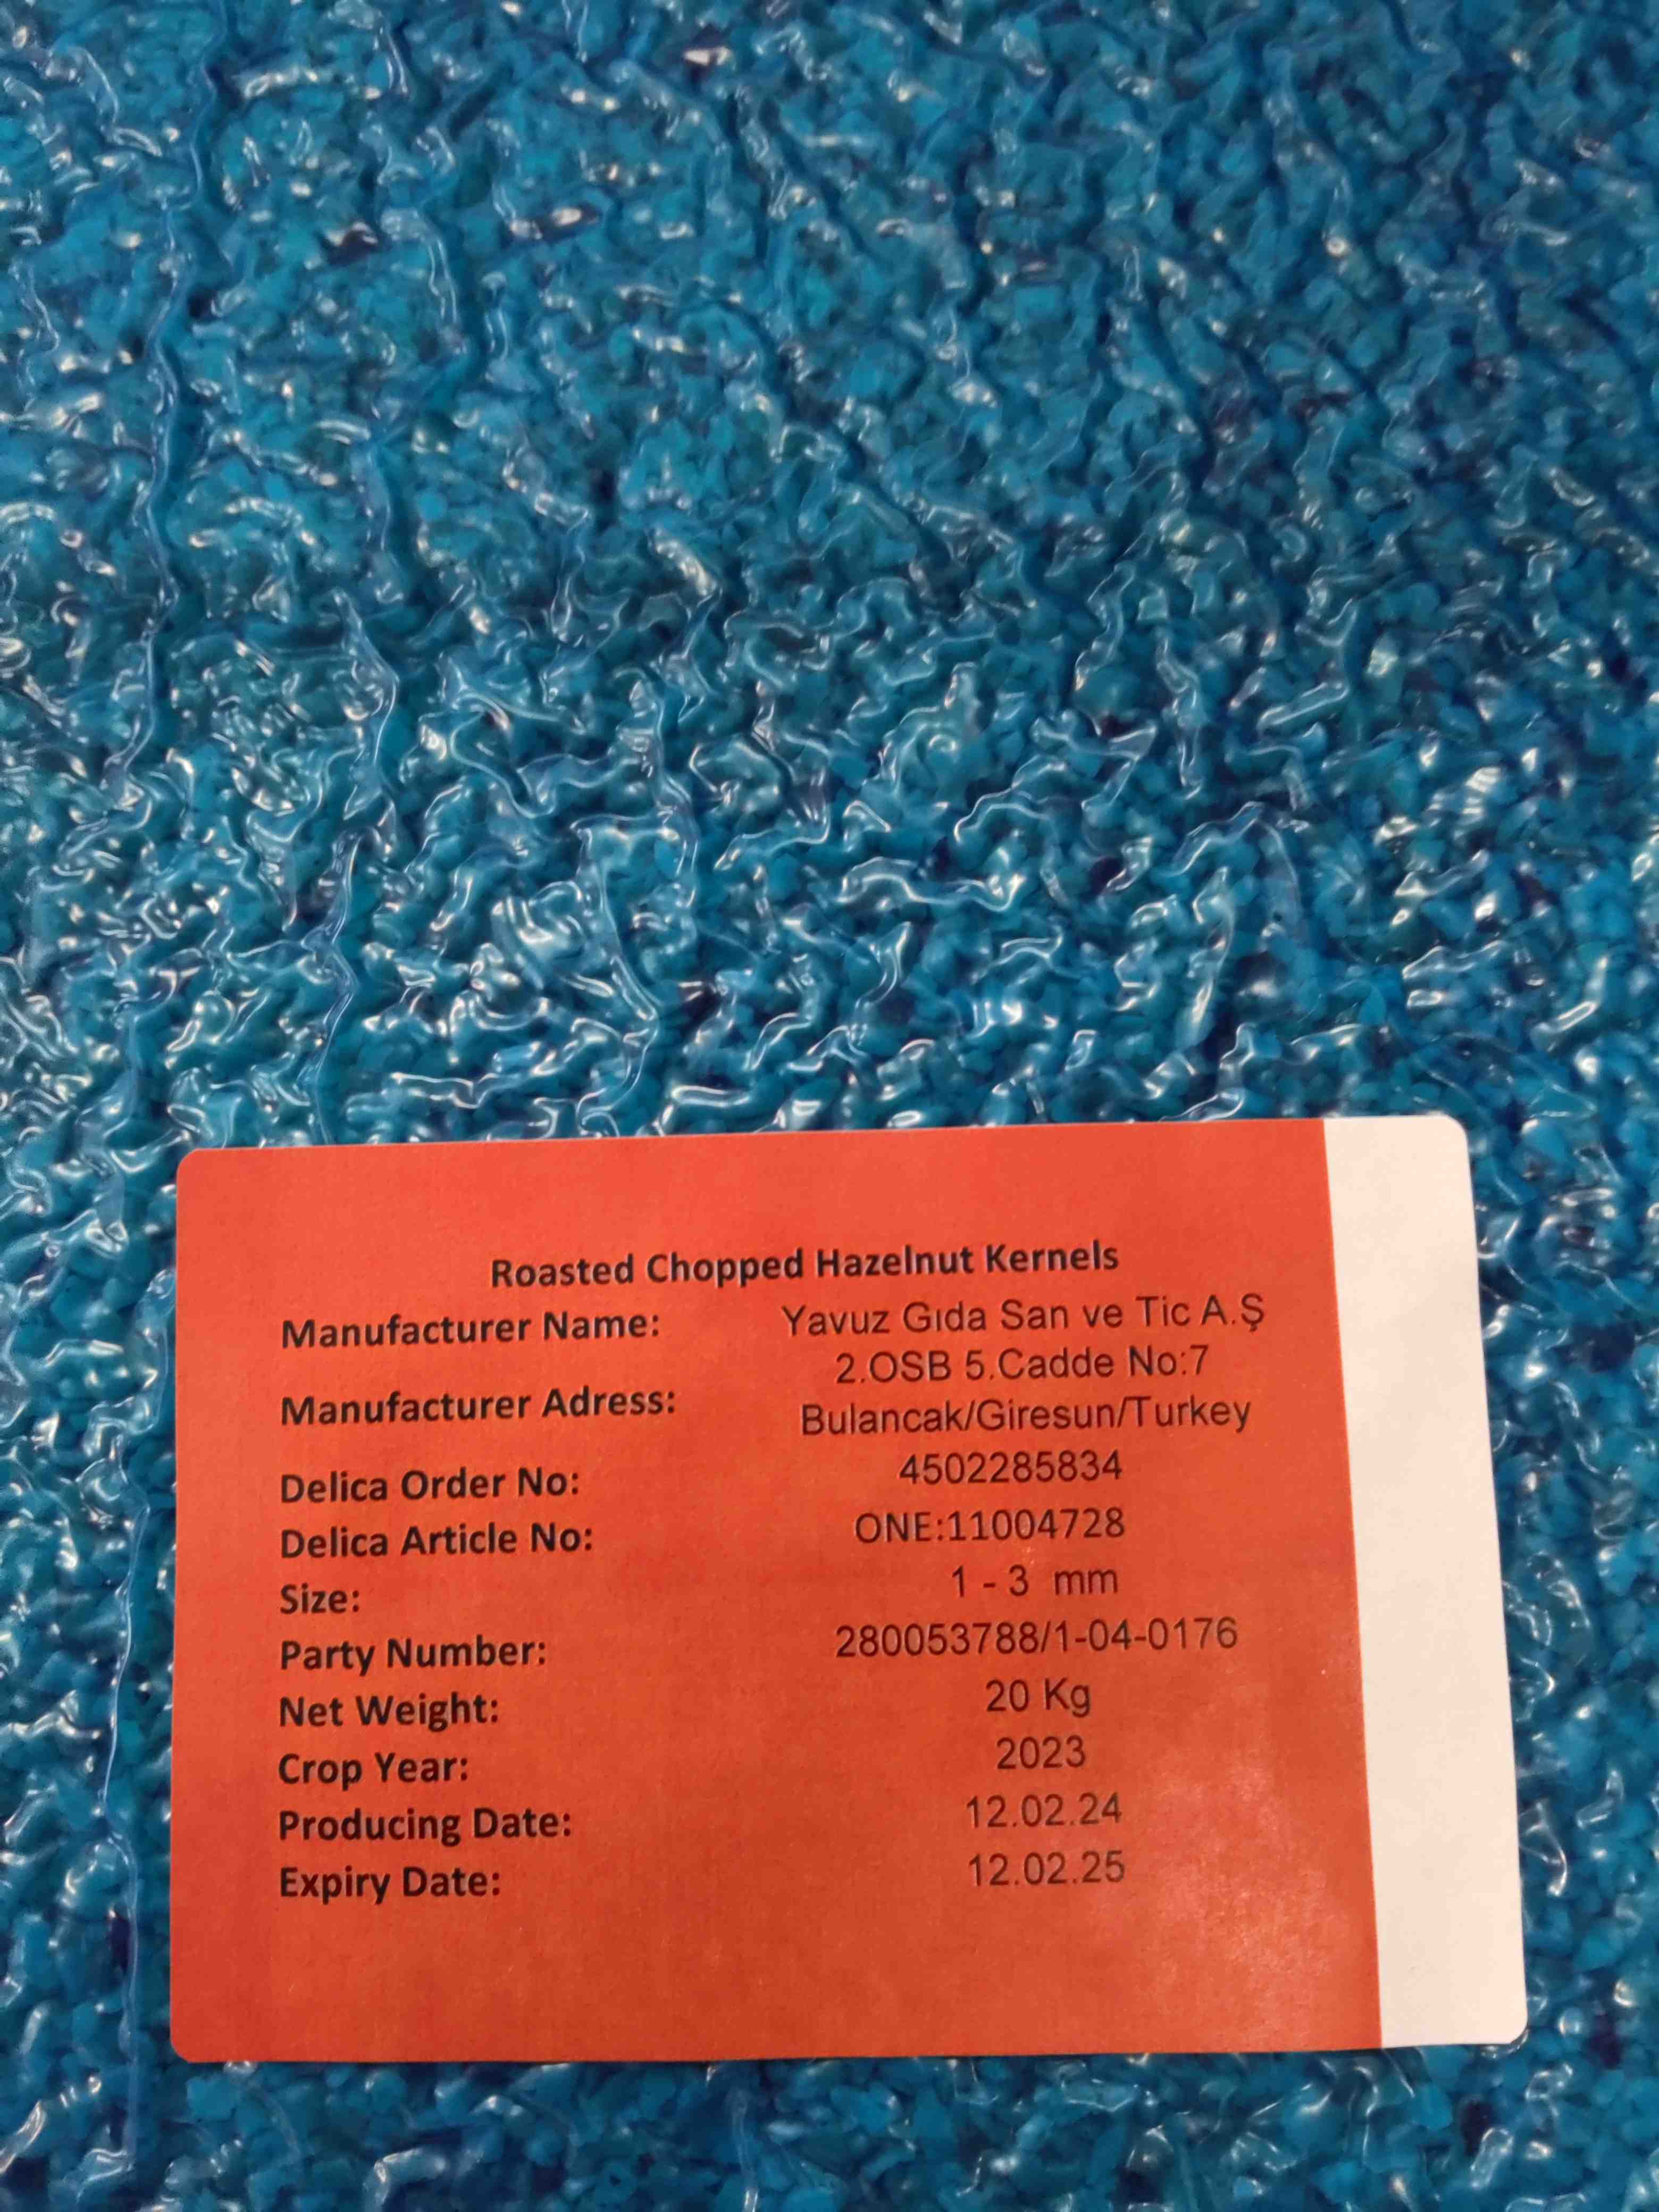 Roasted Chopped Hazelnut Kernels
Manufacturer Name: Yavuz Gıda San ve Tic A.Ş
Manufacturer Adress: 2.OSB 5.Cadde No:7
Bulancak/Giresun/Turkey
Delica Order No: 4502285834
Delica Article No: ONE:11004728
Size: 1 - 3 mm
Party Number: 280053788/1-04-0176
Net Weight: 20 Kg
Crop Year: 2023
Producing Date: 12.02.24
Expiry Date: 12.02.25